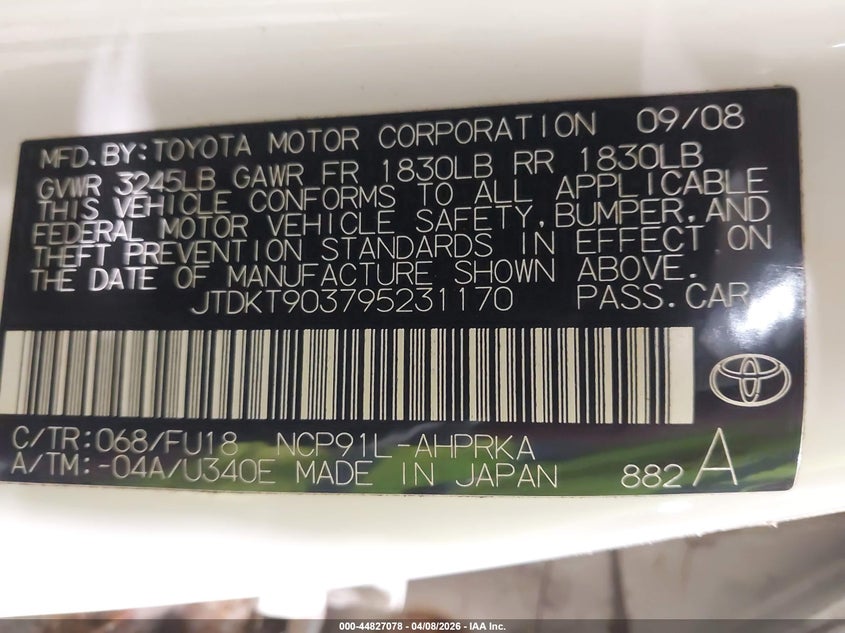 MFD.BY:TOYOTA MOTOR CORPORATION 09/08
GVWR 3245LB GAWR FR 1830LB RR 1830LB
THIS VEHICLE CONFORMS TO ALL APPLICABLE
FEDERAL MOTOR VEHICLE SAFETY,BUMPER,AND
THEFT PREVENTION STANDARDS IN EFFECT ON
THE DATE OF MANUFACTURE SHOWN ABOVE.
JTDKT903795231170 PASS.CAR
C/TR:068/FU18 NCP91L-AHPRKA
A/TM:-04A/U340E MADE IN JAPAN 882A
000-44827078 - 04/08/2026 - IAA Inc.